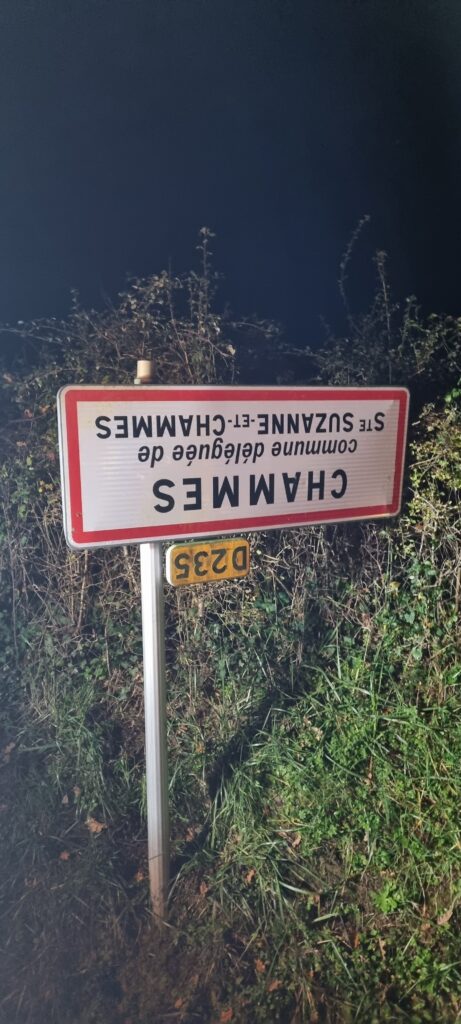 CHAMMES
commune déléguée de
STE SUZANNE-ET-CHAMMES
D235